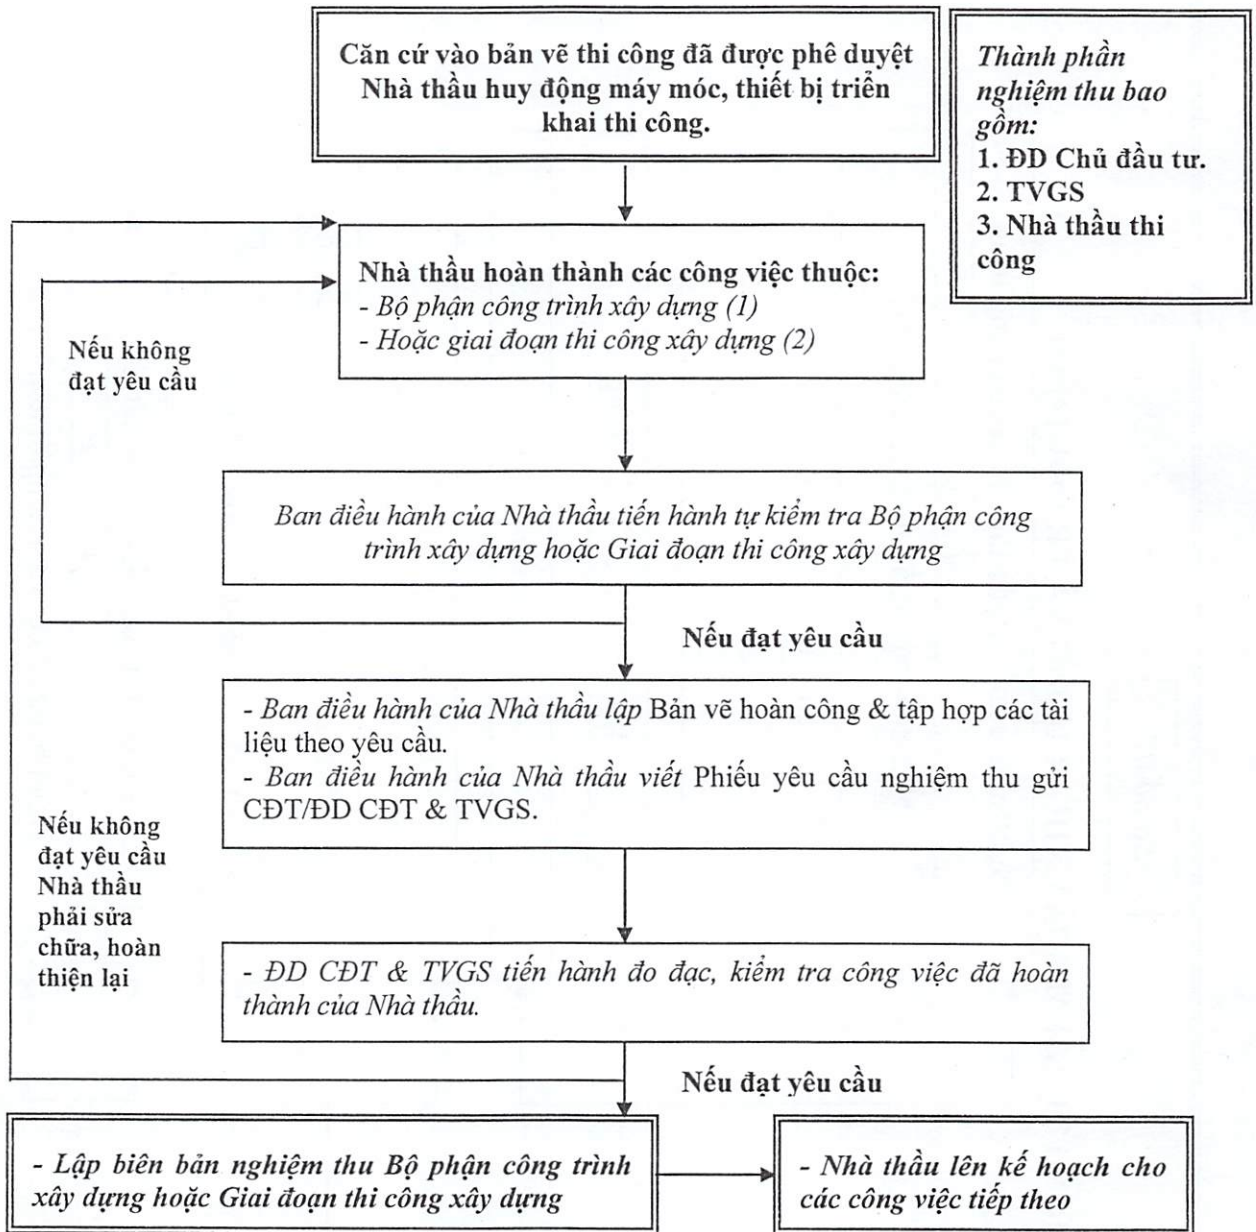 Căn cứ vào bản vẽ thi công đã được phê duyệt
Nhà thầu huy động máy móc, thiết bị triển
khai thi công.
Thành phần
nghiệm thu bao
gồm:
1. ĐD Chủ đầu tư.
2. TVGS
3. Nhà thầu thi
công
Nhà thầu hoàn thành các công việc thuộc:
- Bộ phận công trình xây dựng (1)
- Hoặc giai đoạn thi công xây dựng (2)
Nếu không
đạt yêu cầu
Ban điều hành của Nhà thầu tiến hành tự kiểm tra Bộ phận công
trình xây dựng hoặc Giai đoạn thi công xây dựng
Nếu đạt yêu cầu
- Ban điều hành của Nhà thầu lập Bản vẽ hoàn công & tập hợp các tài
liệu theo yêu cầu.
- Ban điều hành của Nhà thầu viết Phiếu yêu cầu nghiệm thu gửi
CĐT/ĐD CĐT & TVGS.
Nếu không
đạt yêu cầu
Nhà thầu
phải sửa
chữa, hoàn
thiện lại
- ĐD CĐT & TVGS tiến hành đo đạc, kiểm tra công việc đã hoàn
thành của Nhà thầu.
Nếu đạt yêu cầu
- Lập biên bản nghiệm thu Bộ phận công trình
xây dựng hoặc Giai đoạn thi công xây dựng
- Nhà thầu lên kế hoạch cho
các công việc tiếp theo